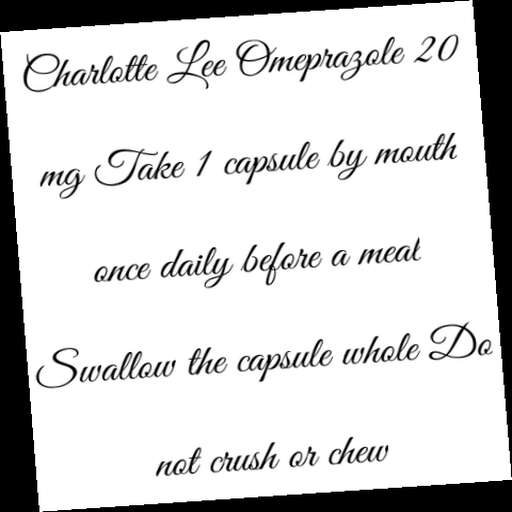 Charlotte Lee Omeprazole 20
mg Take 1 capsule by mouth
once daily before a meal
Swallow the capsule whole Do
not crush or chew